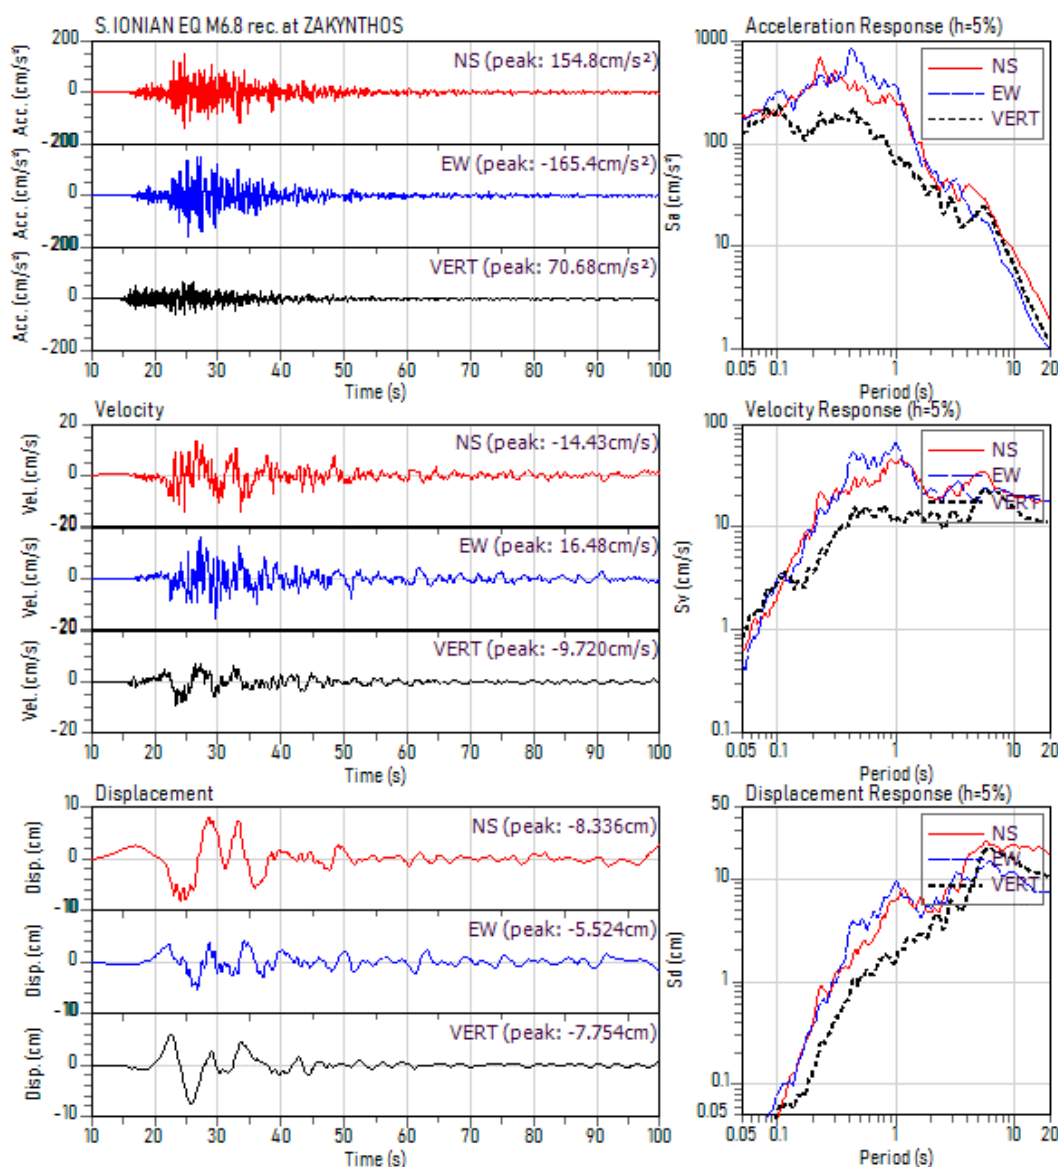 S. IONIAN EQ M6.8 rec. at ZAKYNTHOS
200
0
-200
Acc. (cm/s²)
NS (peak: 154.8cm/s²)
200
0
-200
Acc. (cm/s²)
EW (peak: -165.4cm/s²)
200
0
-200
Acc. (cm/s²)
VERT (peak: 70.68cm/s²)
10 20 30 40 50 60 70 80 90 100
Time (s)
Acceleration Response (h=5%)
1000
100
10
1
Sa (cm/s²)
NS
EW
VERT
0.05 0.1 1 10 20
Period (s)
Velocity
20
0
-20
Vel. (cm/s)
NS (peak: -14.43cm/s)
20
0
-20
Vel. (cm/s)
EW (peak: 16.48cm/s)
20
0
-20
Vel. (cm/s)
VERT (peak: -9.720cm/s)
10 20 30 40 50 60 70 80 90 100
Time (s)
Velocity Response (h=5%)
100
10
1
0.1
Sv (cm/s)
NS
EW
VERT
0.05 0.1 1 10 20
Period (s)
Displacement
10
0
-10
Disp. (cm)
NS (peak: -8.336cm)
10
0
-10
Disp. (cm)
EW (peak: -5.524cm)
10
0
-10
Disp. (cm)
VERT (peak: -7.754cm)
10 20 30 40 50 60 70 80 90 100
Time (s)
Displacement Response (h=5%)
50
10
1
0.1
0.05
Sd (cm)
NS
EW
VERT
0.05 0.1 1 10 20
Period (s)